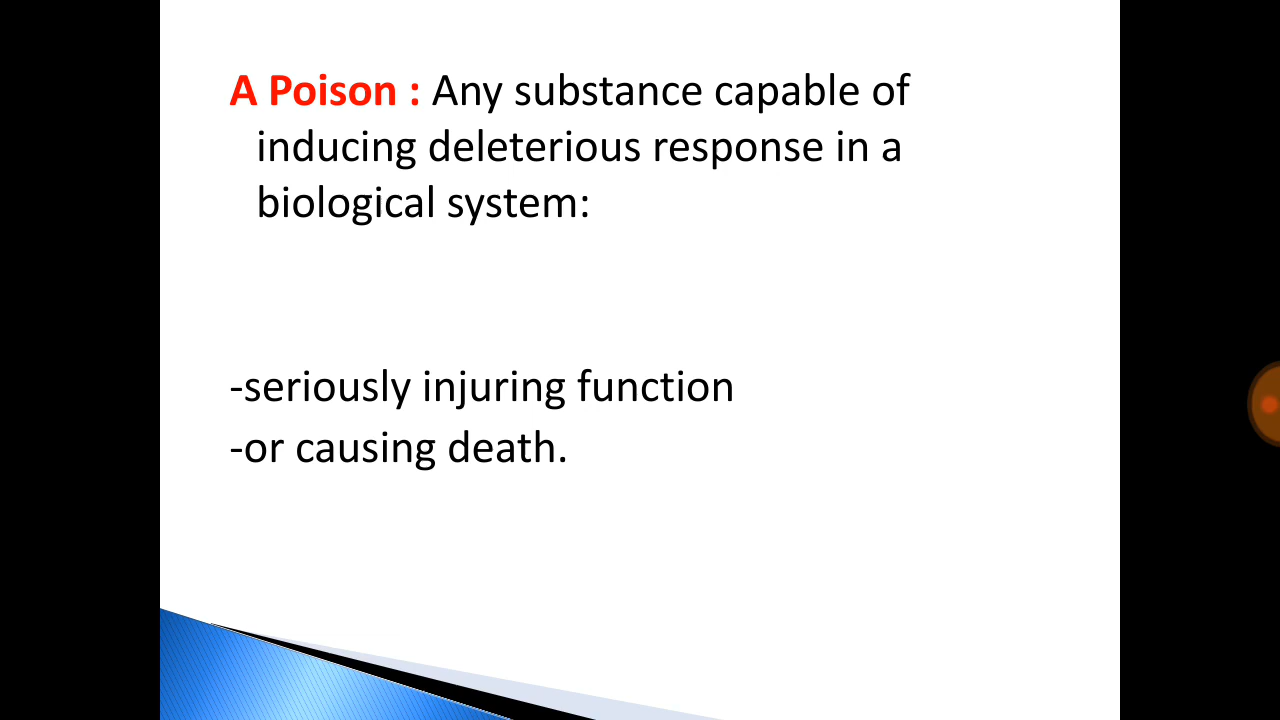 A Poison : Any substance capable of
inducing deleterious response in a
biological system:
-seriously injuring function
-or causing death.